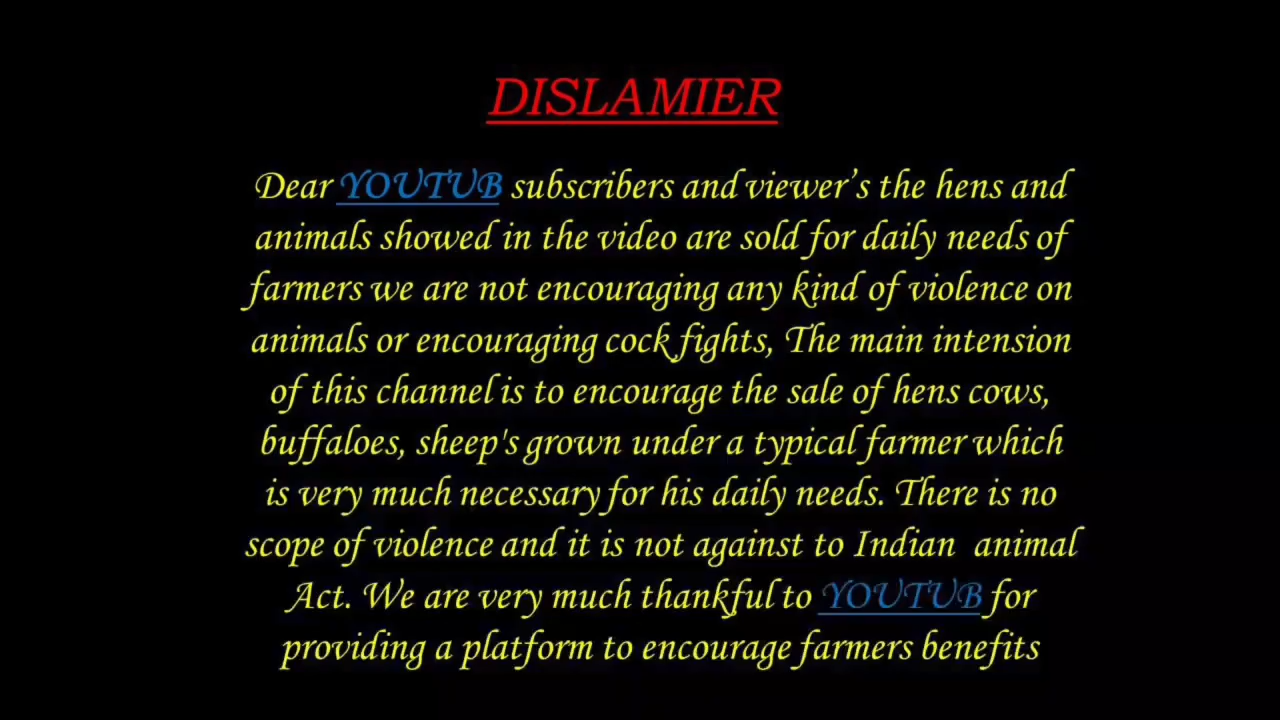 DISLAMIER
Dear YOUTUB subscribers and viewer’s the hens and
animals showed in the video are sold for daily needs of
farmers we are not encouraging any kind of violence on
animals or encouraging cock fights, The main intension
of this channel is to encourage the sale of hens cows,
buffaloes, sheep's grown under a typical farmer which
is very much necessary for his daily needs. There is no
scope of violence and it is not against to Indian  animal
Act. We are very much thankful to YOUTUB for
providing a platform to encourage farmers benefits